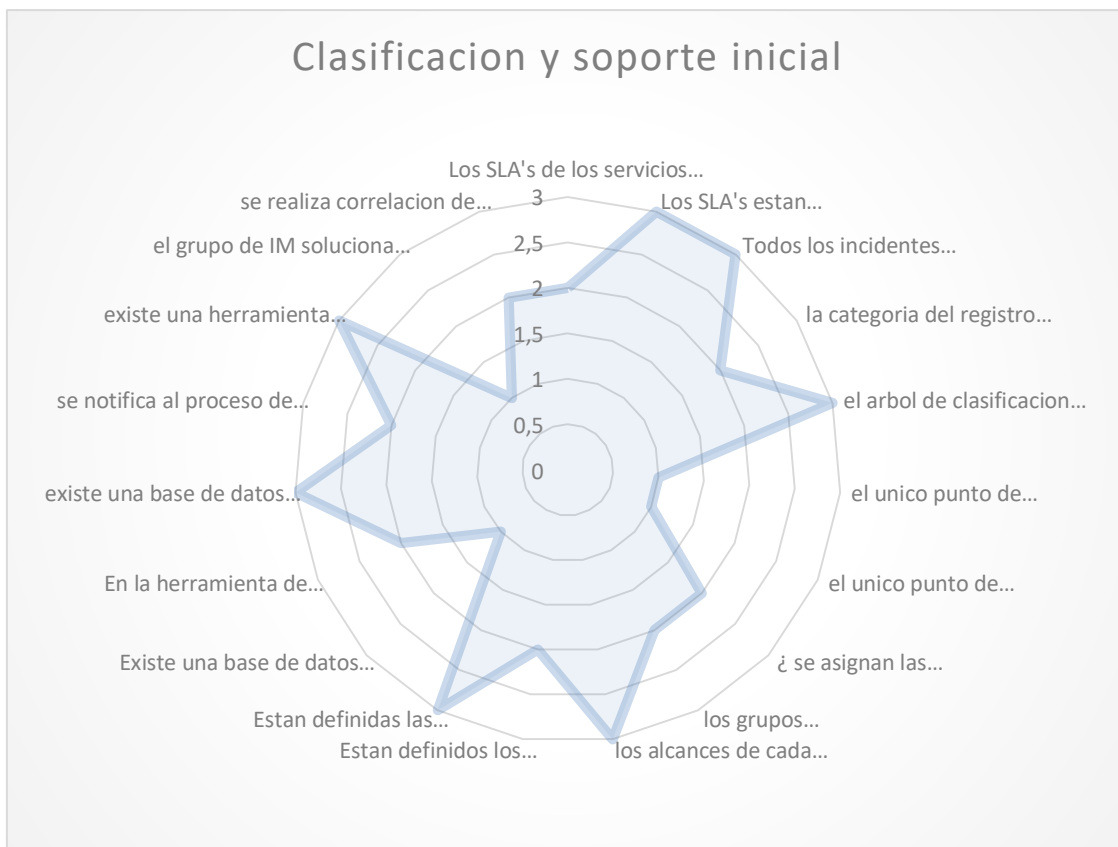 Clasificacion y soporte inicial
Los SLA's de los servicios...
Los SLA's estan...
Todos los incidentes...
la categoria del registro...
el arbol de clasificacion...
el unico punto de...
el unico punto de...
¿ se asignan las...
los grupos...
los alcances de cada...
Estan definidos los...
Estan definidas las...
Existe una base de datos...
En la herramienta de...
existe una base de datos...
se notifica al proceso de...
existe una herramienta...
el grupo de IM soluciona...
se realiza correlacion de...
3
2,5
2
1,5
1
0,5
0